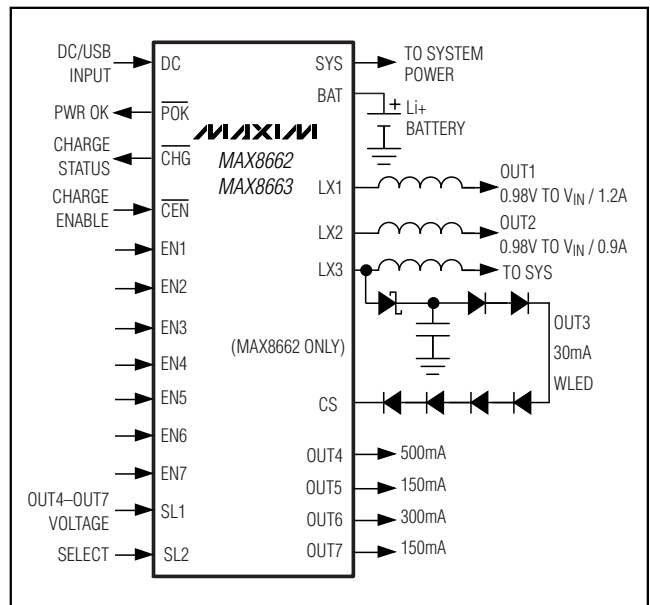 DC/USB
INPUT
DC
PWR OK
POK
CHARGE
STATUS
CHG
CHARGE
ENABLE
CEN
EN1
EN2
EN3
EN4
EN5
EN6
EN7
OUT4–OUT7
VOLTAGE
SL1
SELECT
SL2
MAXIM
MAX8662
MAX8663
(MAX8662 ONLY)
SYS
TO SYSTEM
POWER
BAT
+
Li+
BATTERY
LX1
OUT1
0.98V TO VIN / 1.2A
LX2
OUT2
0.98V TO VIN / 0.9A
LX3
TO SYS
OUT3
30mA
WLED
CS
OUT4
500mA
OUT5
150mA
OUT6
300mA
OUT7
150mA